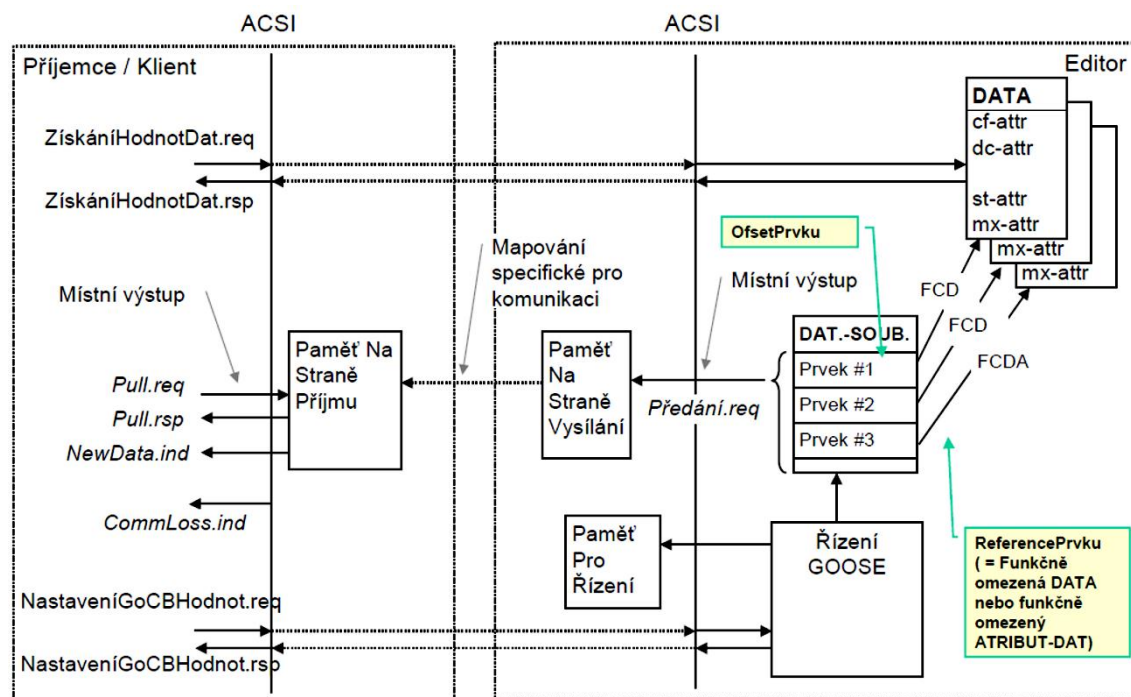 ACSI
ACSI
Příjemce / Klient
Editor
DATA
cf-attr
dc-attr
st-attr
mx-attr
mx-attr
mx-attr
ZískáníHodnotDat.req
ZískáníHodnotDat.rsp
OfsetPrvku
Mapování
specifické pro
komunikaci
Místní výstup
Místní výstup
FCD
FCD
FCDA
DAT.-SOUB.
Prvek #1
Prvek #2
Prvek #3
Paměť Na
Straně
Příjmu
Paměť
Na
Straně
Vysílání
Pull.req
Pull.rsp
NewData.ind
CommLoss.ind
Předání.req
Paměť
Pro
Řízení
Řízení
GOOSE
ReferencePrvku
( = Funkčně
omezená DATA
nebo funkčně
omezený
ATRIBUT-DAT)
NastaveníGoCBHodnot.req
NastaveníGoCBHodnot.rsp